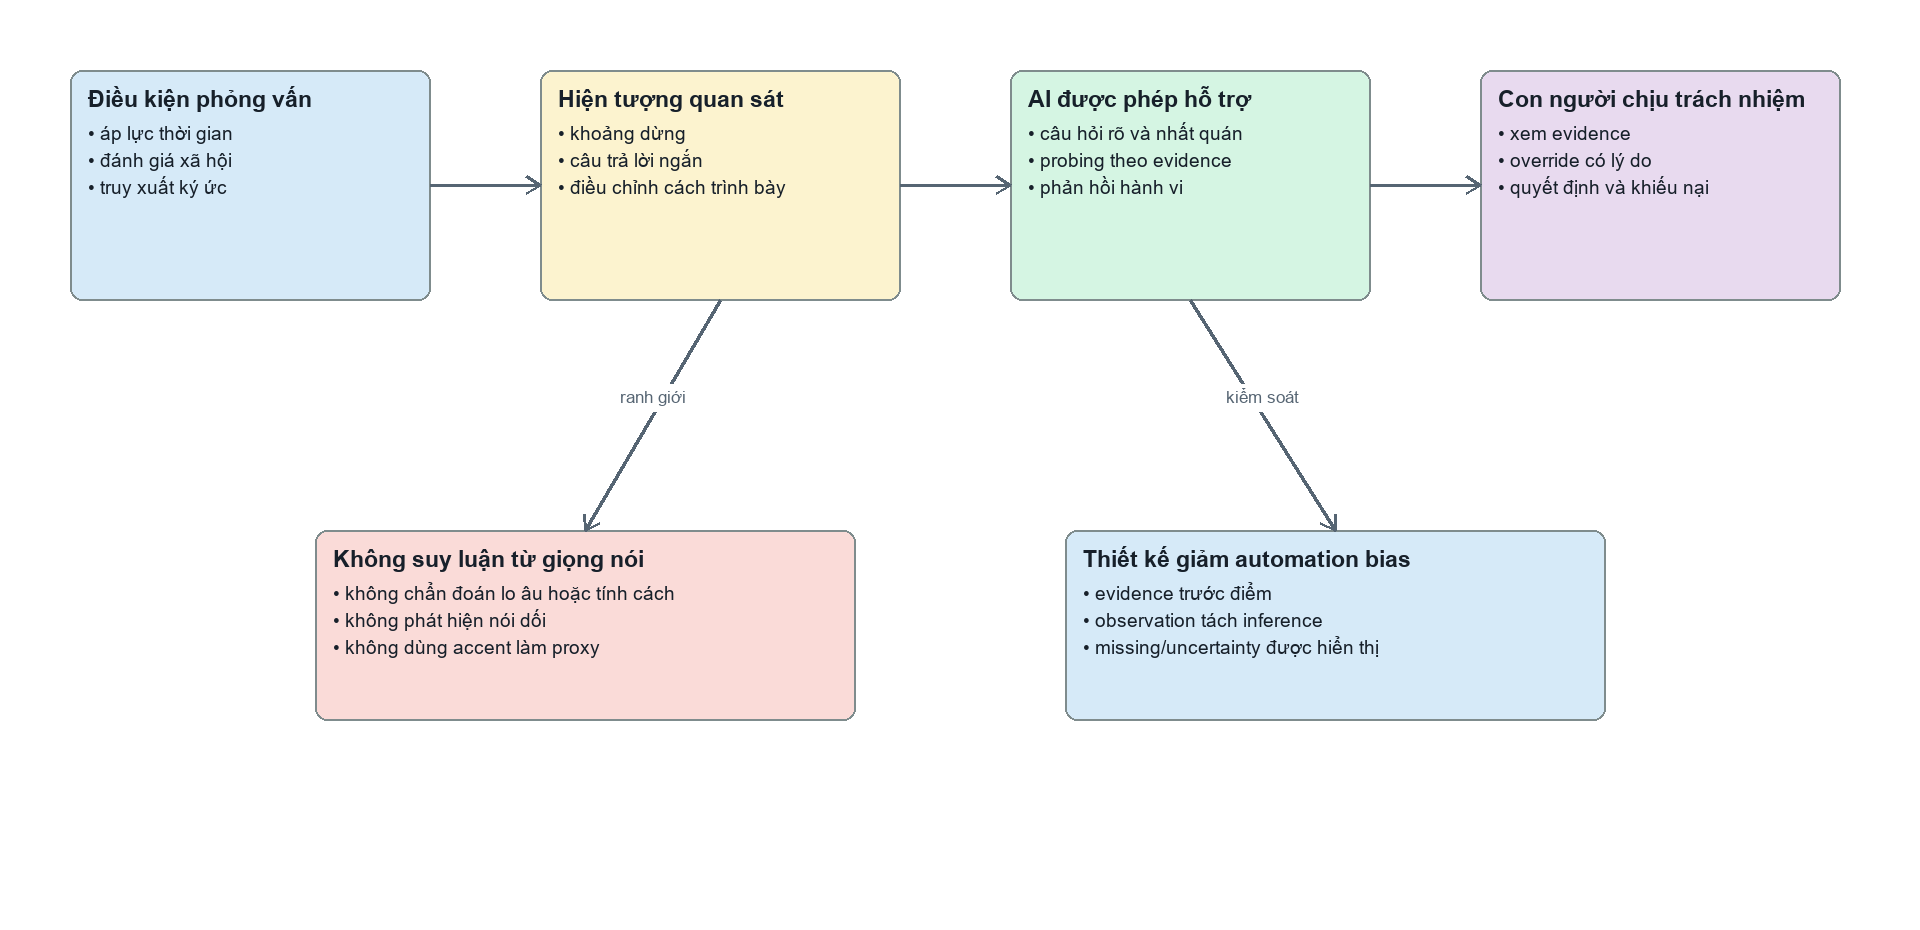 Điều kiện phỏng vấn
• áp lực thời gian
• đánh giá xã hội
• truy xuất ký ức
Hiện tượng quan sát
• khoảng dừng
• câu trả lời ngắn
• điều chỉnh cách trình bày
AI được phép hỗ trợ
• câu hỏi rõ và nhất quán
• probing theo evidence
• phản hồi hành vi
Con người chịu trách nhiệm
• xem evidence
• override có lý do
• quyết định và khiếu nại
ranh giới
kiểm soát
Không suy luận từ giọng nói
• không chẩn đoán lo âu hoặc tính cách
• không phát hiện nói dối
• không dùng accent làm proxy
Thiết kế giảm automation bias
• evidence trước điểm
• observation tách inference
• missing/uncertainty được hiển thị